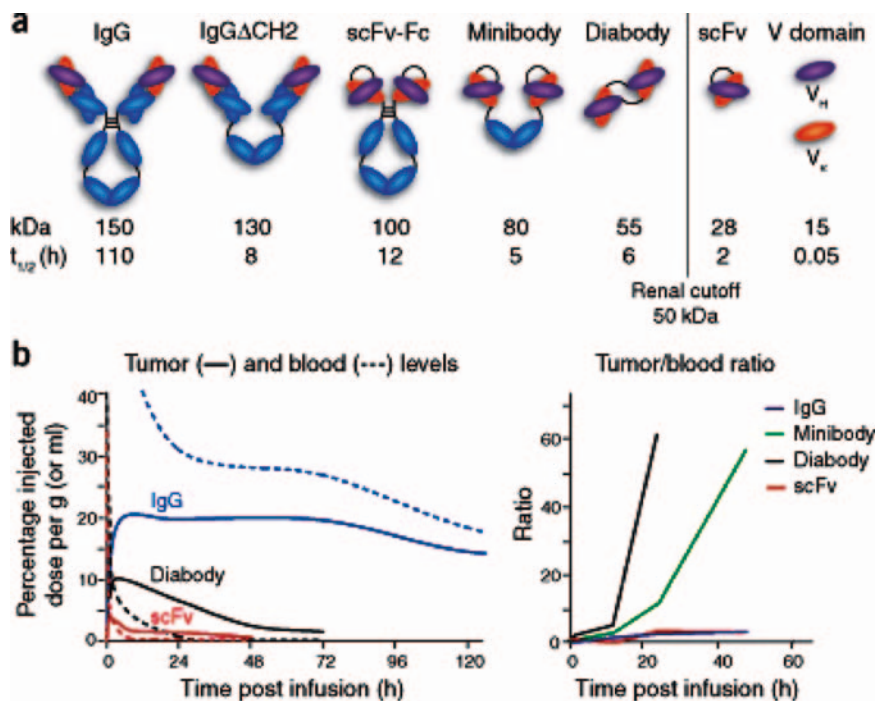 a
IgG IgGΔCH2 scFv-Fc Minibody Diabody scFv V domain
V_H
V_κ
kDa 150 130 100 80 55 28 15
t_1/2 (h) 110 8 12 5 6 2 0.05
Renal cutoff
50 kDa
b
Tumor (—) and blood (---) levels
Percentage injected
dose per g (or ml)
40
30
20
10
0
IgG
Diabody
scFv
0 24 48 72 96 120
Time post infusion (h)
Tumor/blood ratio
Ratio
60
40
20
0
IgG
Minibody
Diabody
scFv
0 20 40 60
Time post infusion (h)